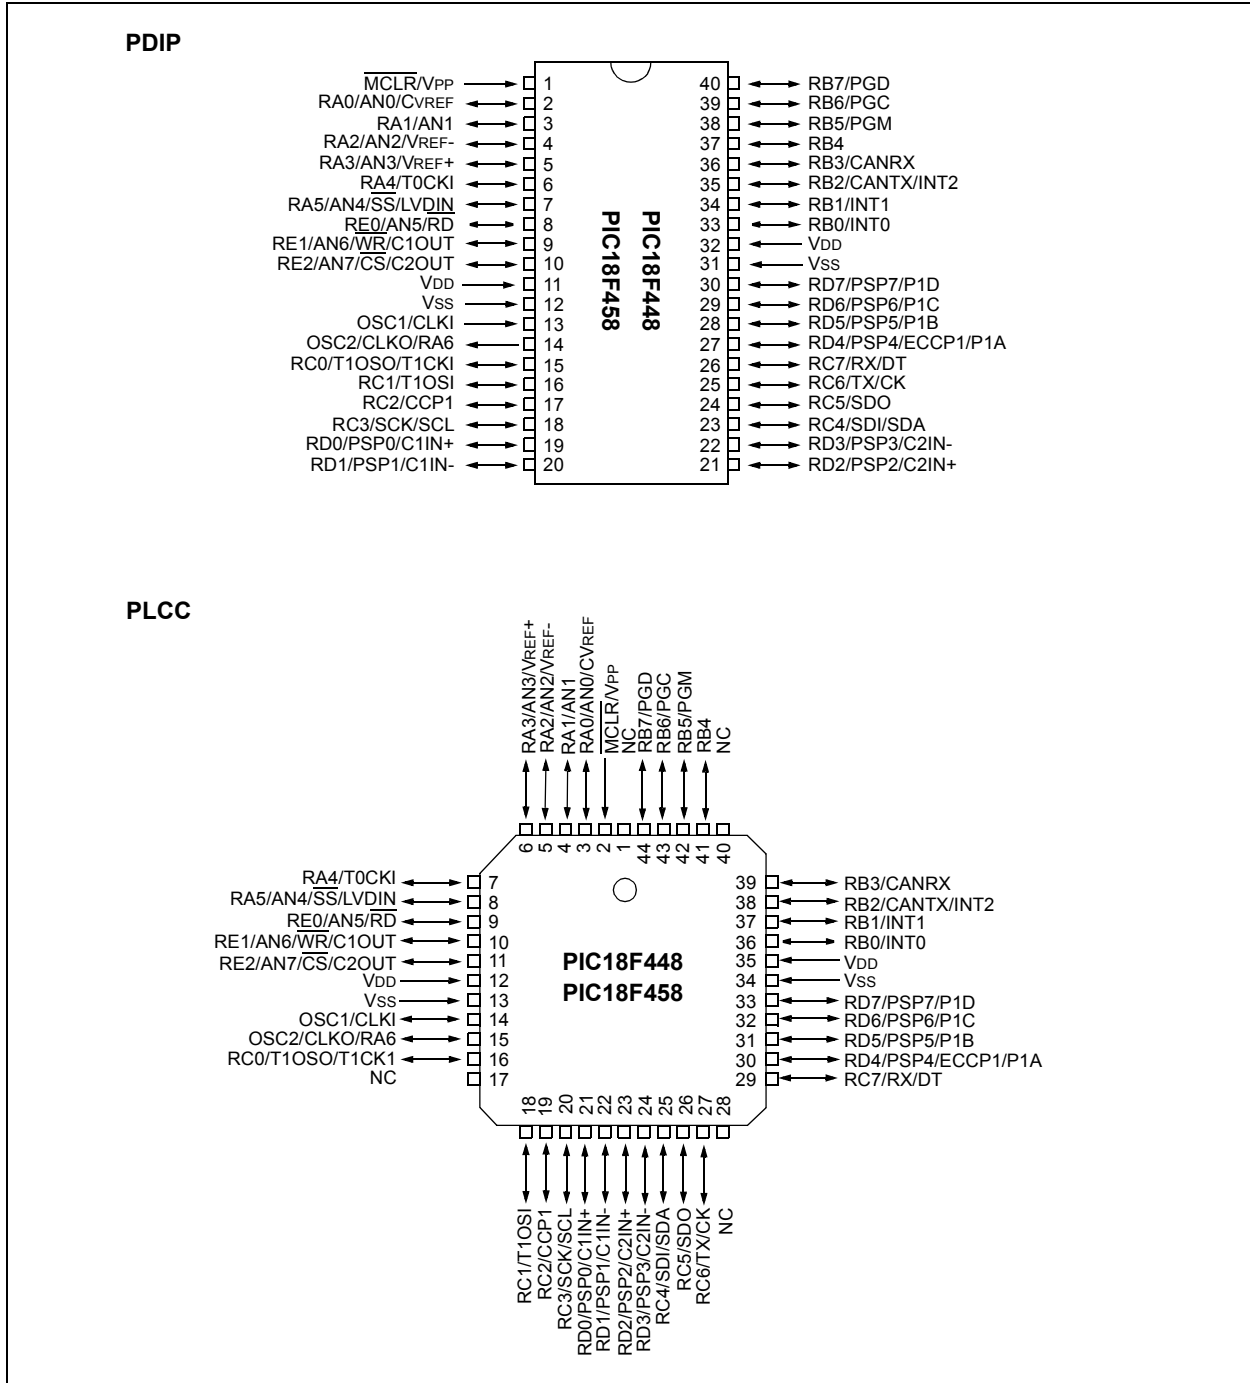 PDIP
MCLR/VPP 1 40 RB7/PGD
RA0/AN0/CVREF 2 39 RB6/PGC
RA1/AN1 3 38 RB5/PGM
RA2/AN2/VREF- 4 37 RB4
RA3/AN3/VREF+ 5 36 RB3/CANRX
RA4/T0CKI 6 35 RB2/CANTX/INT2
RA5/AN4/SS/LVDIN 7 34 RB1/INT1
RE0/AN5/RD 8 33 RB0/INT0
RE1/AN6/WR/C1OUT 9 32 VDD
RE2/AN7/CS/C2OUT 10 31 VSS
VDD 11 30 RD7/PSP7/P1D
VSS 12 29 RD6/PSP6/P1C
OSC1/CLKI 13 28 RD5/PSP5/P1B
OSC2/CLKO/RA6 14 27 RD4/PSP4/ECCP1/P1A
RC0/T1OSO/T1CKI 15 26 RC7/RX/DT
RC1/T1OSI 16 25 RC6/TX/CK
RC2/CCP1 17 24 RC5/SDO
RC3/SCK/SCL 18 23 RC4/SDI/SDA
RD0/PSP0/C1IN+ 19 22 RD3/PSP3/C2IN-
RD1/PSP1/C1IN- 20 21 RD2/PSP2/C2IN+
PIC18F448
PIC18F458
PLCC
RA3/AN3/VREF+
RA2/AN2/VREF-
RA1/AN1
RA0/AN0/CVREF
MCLR/VPP
NC
RB7/PGD
RB6/PGC
RB5/PGM
RB4
NC
6 5 4 3 2 1 44 43 42 41 40
RA4/T0CKI 7 39 RB3/CANRX
RA5/AN4/SS/LVDIN 8 38 RB2/CANTX/INT2
RE0/AN5/RD 9 37 RB1/INT1
RE1/AN6/WR/C1OUT 10 36 RB0/INT0
RE2/AN7/CS/C2OUT 11 35 VDD
VDD 12 34 VSS
VSS 13 33 RD7/PSP7/P1D
OSC1/CLKI 14 32 RD6/PSP6/P1C
OSC2/CLKO/RA6 15 31 RD5/PSP5/P1B
RC0/T1OSO/T1CK1 16 30 RD4/PSP4/ECCP1/P1A
NC 17 29 RC7/RX/DT
PIC18F448
PIC18F458
18 19 20 21 22 23 24 25 26 27 28
RC1/T1OSI
RC2/CCP1
RC3/SCK/SCL
RD0/PSP0/C1IN+
RD1/PSP1/C1IN-
RD2/PSP2/C2IN+
RD3/PSP3/C2IN-
RC4/SDI/SDA
RC5/SDO
RC6/TX/CK
NC